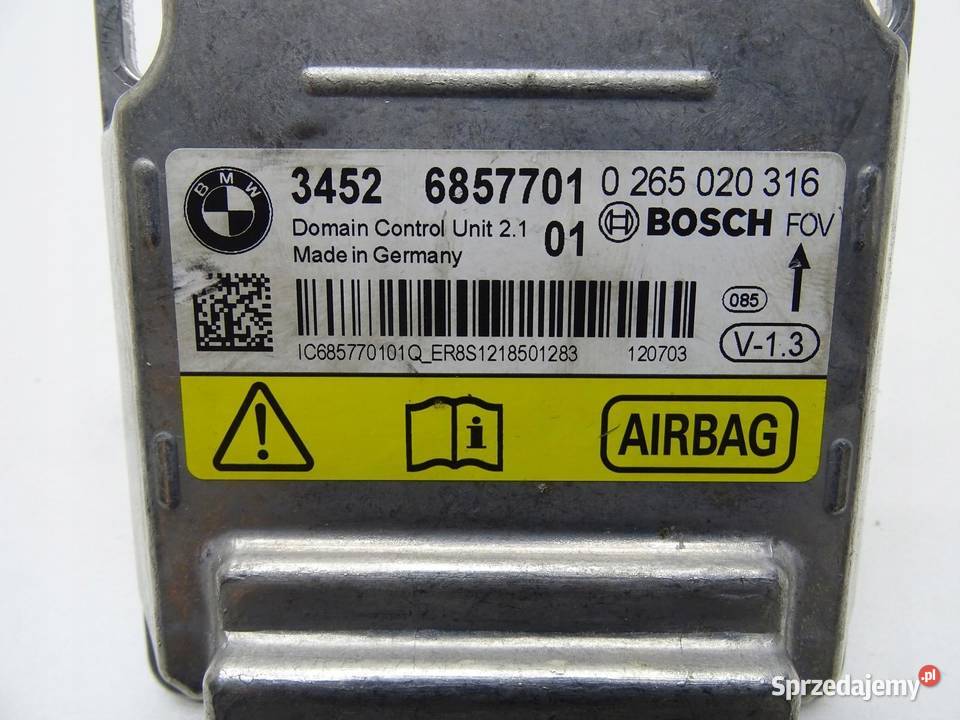 BMW
3452 6857701 0 265 020 316
Domain Control Unit 2.1 01 BOSCH FOV
Made in Germany
085
IC685770101Q_ER8S1218501283 120703
V-1.3
AIRBAG
Sprzedajemy.pl